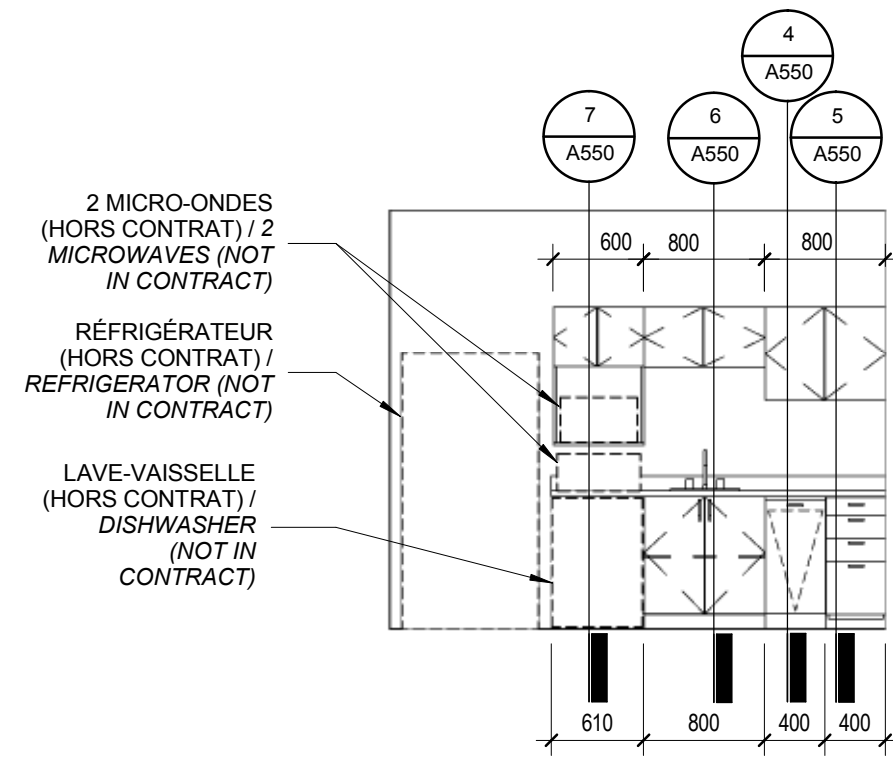 4
A550
7
A550
6
A550
5
A550
2 MICRO-ONDES
(HORS CONTRAT) / 2
MICROWAVES (NOT
IN CONTRACT)
600
800
800
RÉFRIGÉRATEUR
(HORS CONTRAT) /
REFRIGERATOR (NOT
IN CONTRACT)
LAVE-VAISSELLE
(HORS CONTRAT) /
DISHWASHER
(NOT IN
CONTRACT)
610
800
400
400